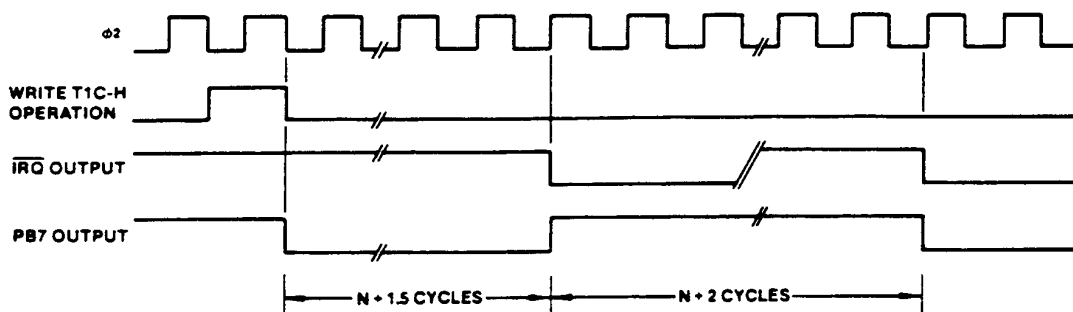 ϕ2
WRITE T1C-H
OPERATION
IRQ OUTPUT
PB7 OUTPUT
N + 1.5 CYCLES
N + 2 CYCLES